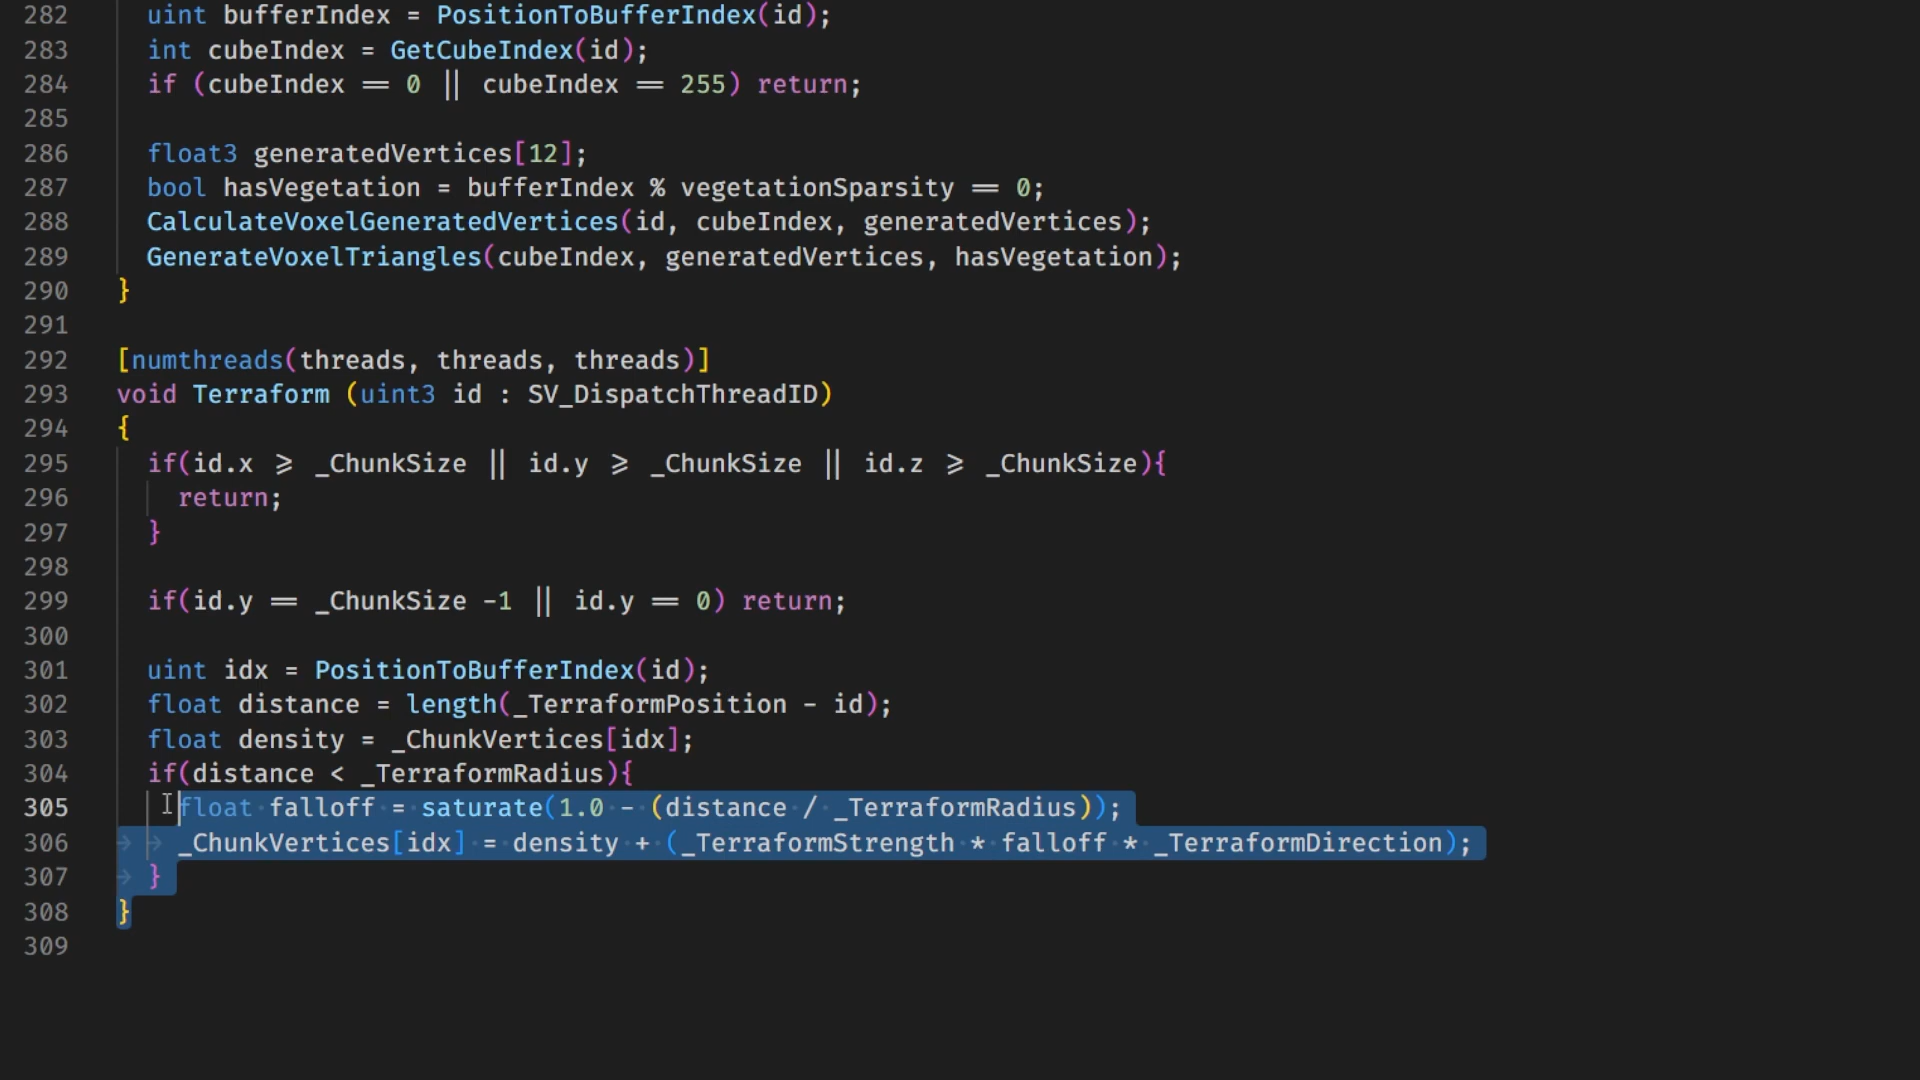 282 uint bufferIndex = PositionToBufferIndex(id);
283 int cubeIndex = GetCubeIndex(id);
284 if (cubeIndex == 0 || cubeIndex == 255) return;
285
286 float3 generatedVertices[12];
287 bool hasVegetation = bufferIndex % vegetationSparsity == 0;
288 CalculateVoxelGeneratedVertices(id, cubeIndex, generatedVertices);
289 GenerateVoxelTriangles(cubeIndex, generatedVertices, hasVegetation);
290 }
291
292 [numthreads(threads, threads, threads)]
293 void Terraform (uint3 id : SV_DispatchThreadID)
294 {
295 if(id.x >= _ChunkSize || id.y >= _ChunkSize || id.z >= _ChunkSize){
296 return;
297 }
298
299 if(id.y == _ChunkSize -1 || id.y == 0) return;
300
301 uint idx = PositionToBufferIndex(id);
302 float distance = length(_TerraformPosition - id);
303 float density = _ChunkVertices[idx];
304 if(distance < _TerraformRadius){
305 float falloff = saturate(1.0 - (distance / _TerraformRadius));
306 _ChunkVertices[idx] = density + (_TerraformStrength * falloff * _TerraformDirection);
307 }
308 }
309